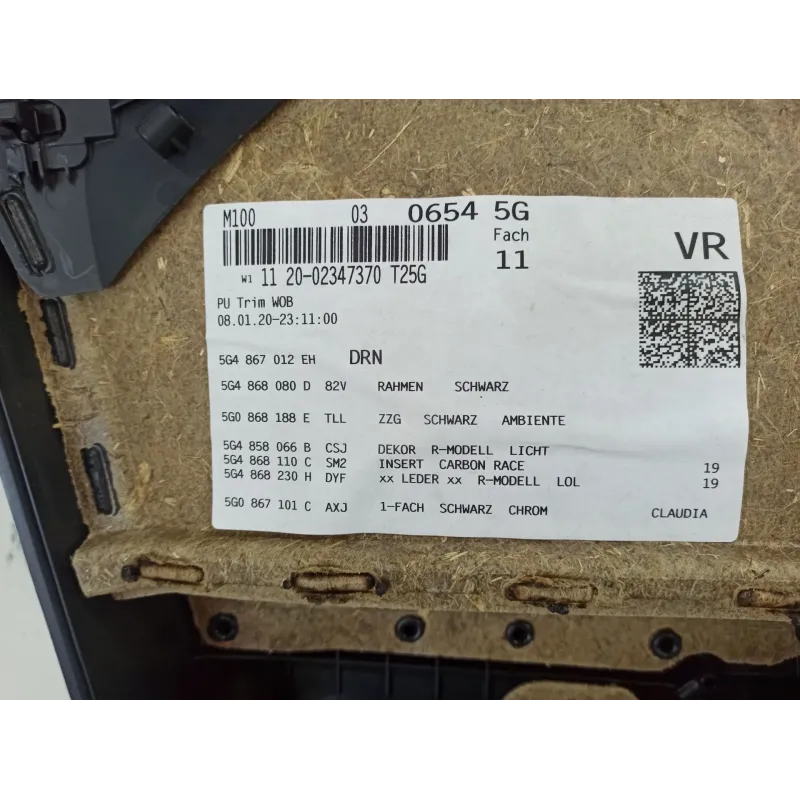 M100 03 0654 5G
Fach
11
VR
W1 11 20-02347370 T25G
PU Trim WOB
08.01.20-23:11:00
5G4 867 012 EH DRN
5G4 868 080 D 82V RAHMEN SCHWARZ
5G0 868 188 E TLL ZZG SCHWARZ AMBIENTE
5G4 858 066 B CSJ DEKOR R-MODELL LICHT
5G4 868 110 C SM2 INSERT CARBON RACE 19
5G4 868 230 H DYF xx LEDER xx R-MODELL LOL 19
5G0 867 101 C AXJ 1-FACH SCHWARZ CHROM CLAUDIA